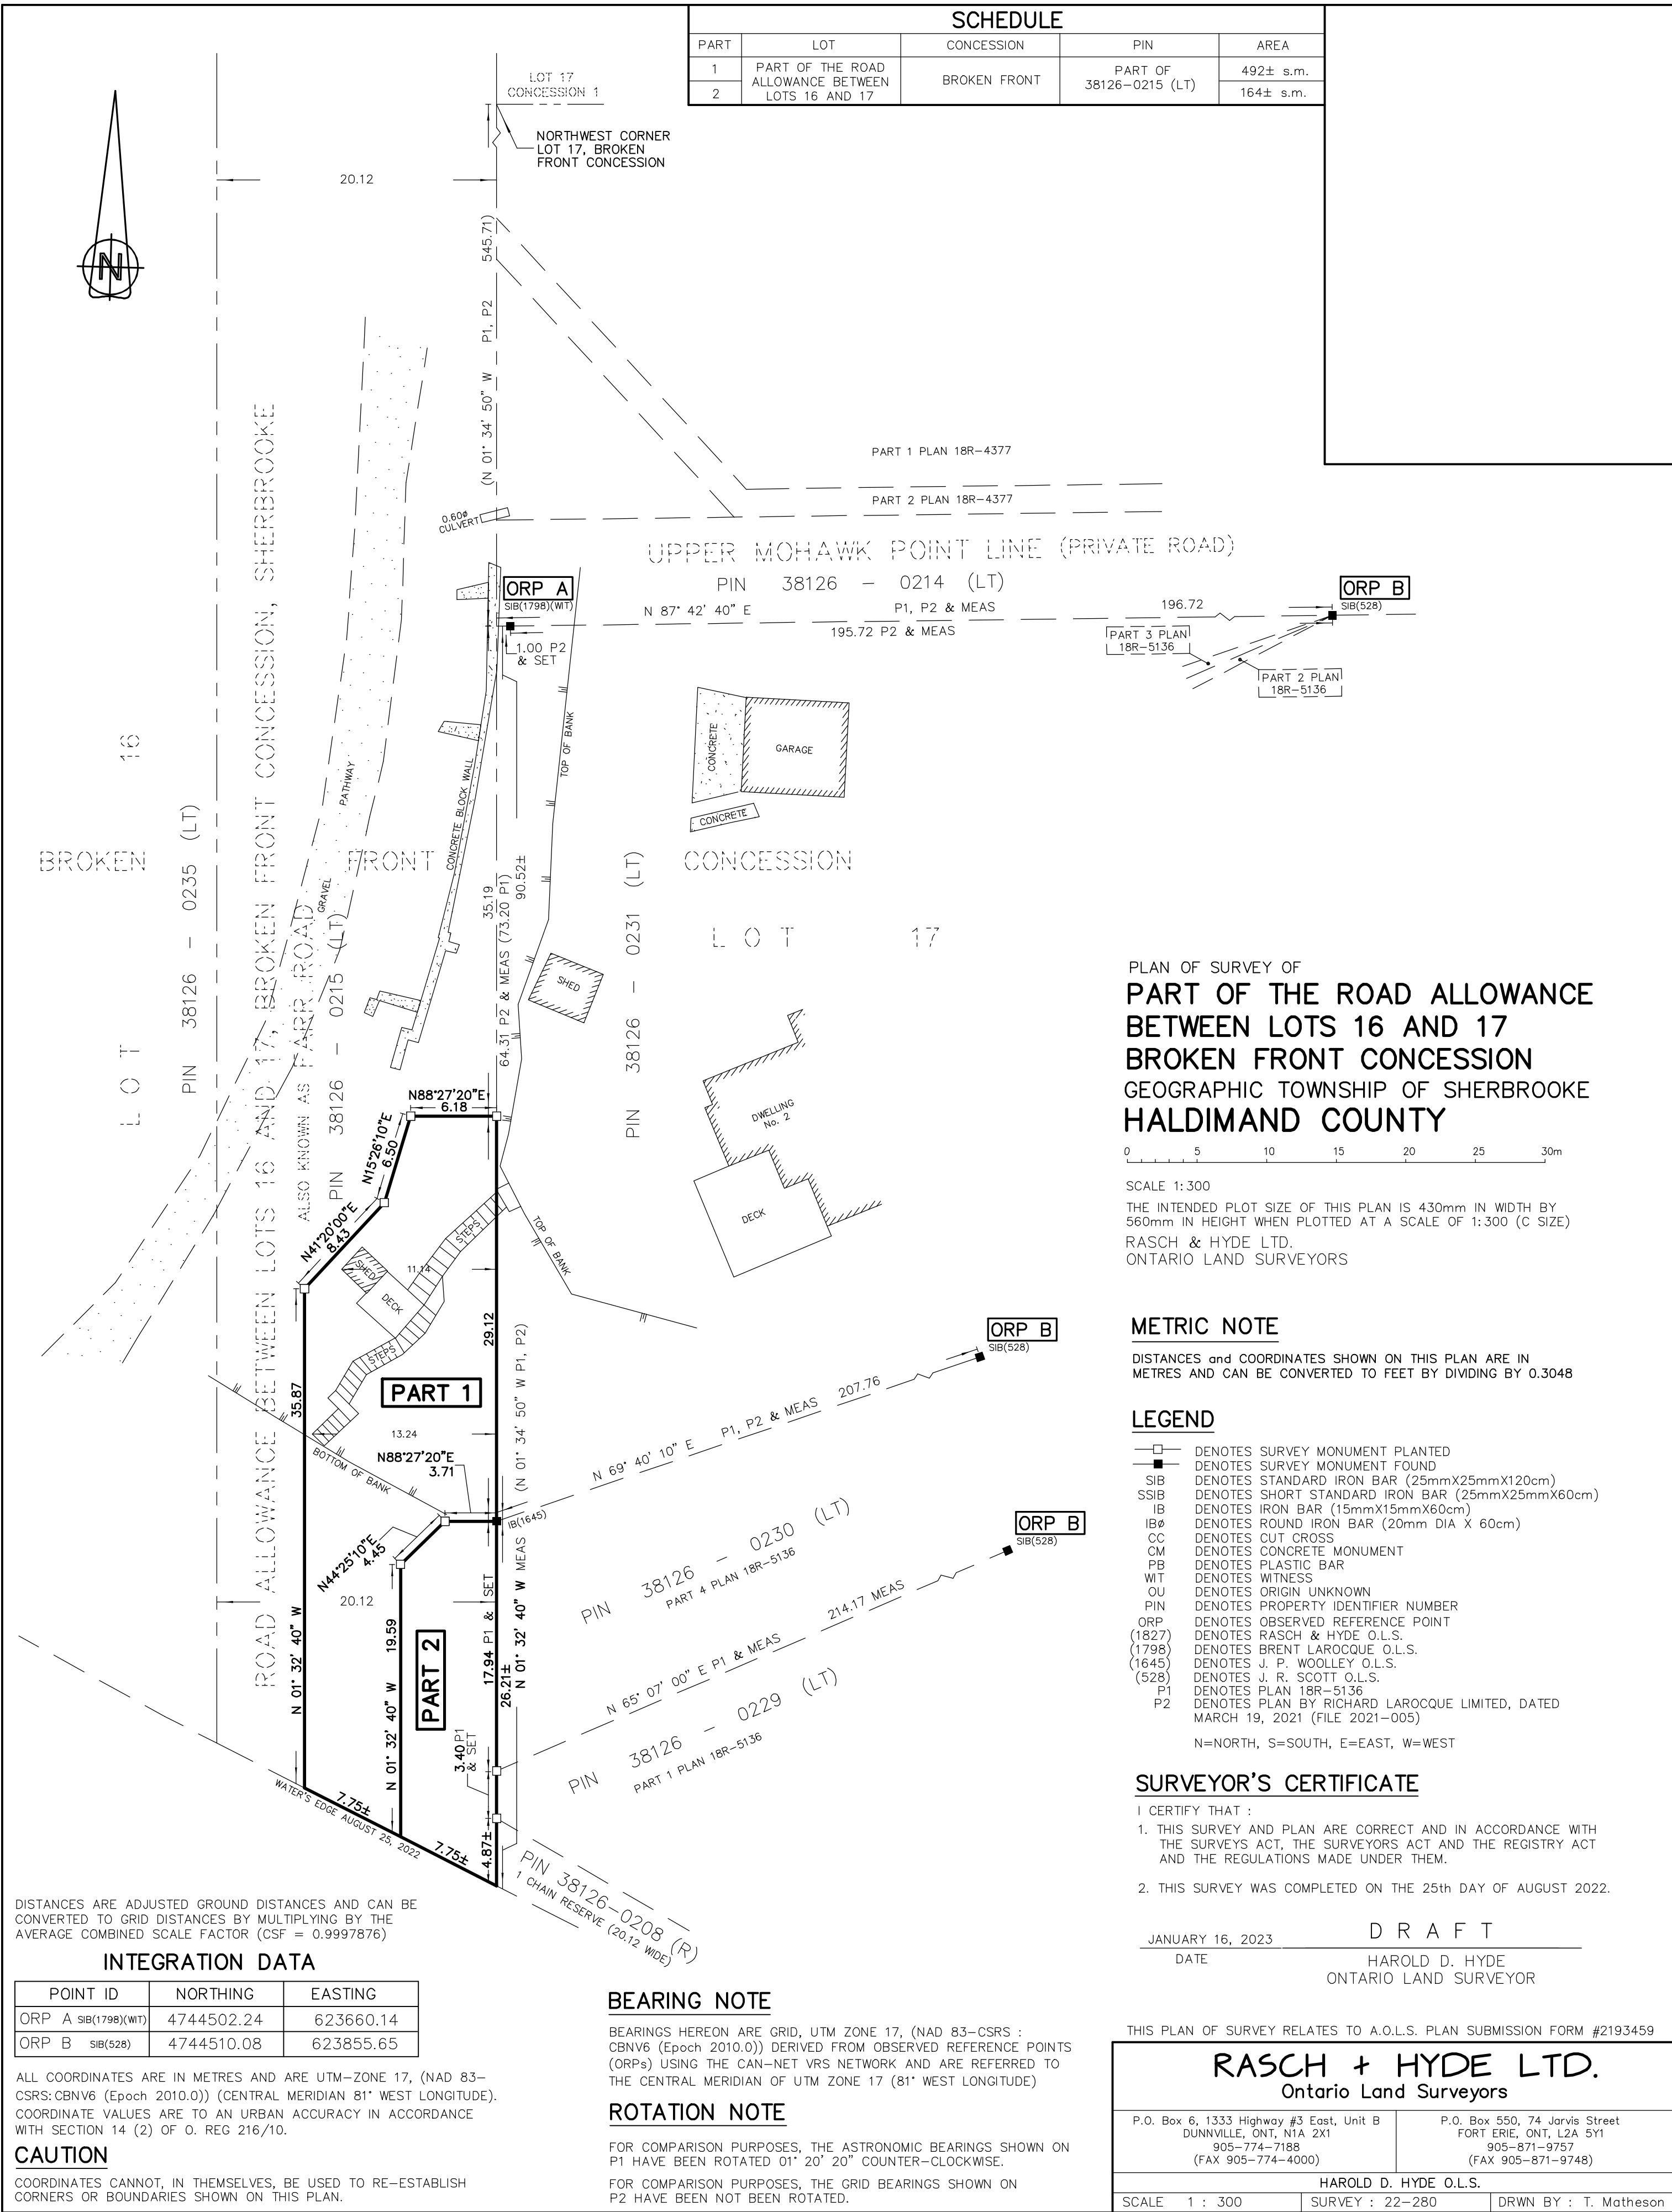 SCHEDULE
PART LOT CONCESSION PIN AREA
1 PART OF THE ROAD ALLOWANCE BETWEEN LOTS 16 AND 17 BROKEN FRONT PART OF 38126-0215 (LT) 492± s.m.
2 164± s.m.
LOT 17
CONCESSION 1
NORTHWEST CORNER
LOT 17, BROKEN
FRONT CONCESSION
20.12
N
(N 01° 34' 50" W P1, P2 545.71)
PART 1 PLAN 18R-4377
PART 2 PLAN 18R-4377
0.60ø
CULVERT
UPPER MOHAWK POINT LINE (PRIVATE ROAD)
PIN 38126 - 0214 (LT)
ORP A
SIB(1798)(WIT)
N 87° 42' 40" E P1, P2 & MEAS 196.72
195.72 P2 & MEAS
1.00 P2
& SET
ORP B
SIB(528)
PART 3 PLAN
18R-5136
PART 2 PLAN
18R-5136
ROAD ALLOWANCE BETWEEN LOTS 16 AND 17, BROKEN FRONT CONCESSION, SHERBROOKE
ALSO KNOWN AS FARR ROAD
PIN 38126 - 0215 (LT)
GRAVEL PATHWAY
CONCRETE BLOCK WALL
TOP OF BANK
CONCRETE
GARAGE
CONCRETE
LOT 16
PIN 38126 - 0235 (LT)
BROKEN FRONT CONCESSION
LOT 17
35.19
64.31 P2 & MEAS (73.20 P1)
90.52±
PIN 38126 - 0231 (LT)
SHED
DWELLING
No. 2
DECK
N88°27'20"E
6.18
N15°26'10"E
6.50
N41°20'00"E
8.43
SHED
DECK
STEPS
11.14
STEPS
TOP OF BANK
29.12
35.87
PART 1
13.24
N88°27'20"E
3.71
BOTTOM OF BANK
IB(1645)
N44°25'10"E
4.45
20.12
N 01° 32' 40" W
N 01° 32' 40" W 19.59
PART 2
17.94 P1 & SET
26.21±
N 01° 32' 40" W MEAS (N 01° 34' 50" W P1, P2)
3.40 P1
& SET
4.87±
7.75±
7.75±
WATER'S EDGE AUGUST 25, 2022
ORP B
SIB(528)
N 69° 40' 10" E P1, P2 & MEAS 207.76
PIN 38126 - 0230 (LT)
PART 4 PLAN 18R-5136
ORP B
SIB(528)
N 65° 07' 00" E P1 & MEAS 214.17 MEAS
PIN 38126 - 0229 (LT)
PART 1 PLAN 18R-5136
PIN 38126-0208 (R)
1 CHAIN RESERVE (20.12 WIDE)
PLAN OF SURVEY OF
PART OF THE ROAD ALLOWANCE
BETWEEN LOTS 16 AND 17
BROKEN FRONT CONCESSION
GEOGRAPHIC TOWNSHIP OF SHERBROOKE
HALDIMAND COUNTY
0 5 10 15 20 25 30m
SCALE 1:300
THE INTENDED PLOT SIZE OF THIS PLAN IS 430mm IN WIDTH BY
560mm IN HEIGHT WHEN PLOTTED AT A SCALE OF 1:300 (C SIZE)
RASCH & HYDE LTD.
ONTARIO LAND SURVEYORS
METRIC NOTE
DISTANCES and COORDINATES SHOWN ON THIS PLAN ARE IN
METRES AND CAN BE CONVERTED TO FEET BY DIVIDING BY 0.3048
LEGEND
DENOTES SURVEY MONUMENT PLANTED
DENOTES SURVEY MONUMENT FOUND
SIB DENOTES STANDARD IRON BAR (25mmX25mmX120cm)
SSIB DENOTES SHORT STANDARD IRON BAR (25mmX25mmX60cm)
IB DENOTES IRON BAR (15mmX15mmX60cm)
IBø DENOTES ROUND IRON BAR (20mm DIA X 60cm)
CC DENOTES CUT CROSS
CM DENOTES CONCRETE MONUMENT
PB DENOTES PLASTIC BAR
WIT DENOTES WITNESS
OU DENOTES ORIGIN UNKNOWN
PIN DENOTES PROPERTY IDENTIFIER NUMBER
ORP DENOTES OBSERVED REFERENCE POINT
(1827) DENOTES RASCH & HYDE O.L.S.
(1798) DENOTES BRENT LAROCQUE O.L.S.
(1645) DENOTES J. P. WOOLLEY O.L.S.
(528) DENOTES J. R. SCOTT O.L.S.
P1 DENOTES PLAN 18R-5136
P2 DENOTES PLAN BY RICHARD LAROCQUE LIMITED, DATED
MARCH 19, 2021 (FILE 2021-005)
N=NORTH, S=SOUTH, E=EAST, W=WEST
SURVEYOR'S CERTIFICATE
I CERTIFY THAT :
1. THIS SURVEY AND PLAN ARE CORRECT AND IN ACCORDANCE WITH
THE SURVEYS ACT, THE SURVEYORS ACT AND THE REGISTRY ACT
AND THE REGULATIONS MADE UNDER THEM.
2. THIS SURVEY WAS COMPLETED ON THE 25th DAY OF AUGUST 2022.
JANUARY 16, 2023 DRAFT
DATE HAROLD D. HYDE
ONTARIO LAND SURVEYOR
THIS PLAN OF SURVEY RELATES TO A.O.L.S. PLAN SUBMISSION FORM #2193459
RASCH + HYDE LTD.
Ontario Land Surveyors
P.O. Box 6, 1333 Highway #3 East, Unit B
DUNNVILLE, ONT, N1A 2X1
905-774-7188
(FAX 905-774-4000)
P.O. Box 550, 74 Jarvis Street
FORT ERIE, ONT, L2A 5Y1
905-871-9757
(FAX 905-871-9748)
HAROLD D. HYDE O.L.S.
SCALE 1 : 300 SURVEY : 22-280 DRWN BY : T. Matheson
DISTANCES ARE ADJUSTED GROUND DISTANCES AND CAN BE
CONVERTED TO GRID DISTANCES BY MULTIPLYING BY THE
AVERAGE COMBINED SCALE FACTOR (CSF = 0.9997876)
INTEGRATION DATA
POINT ID NORTHING EASTING
ORP A SIB(1798)(WIT) 4744502.24 623660.14
ORP B SIB(528) 4744510.08 623855.65
ALL COORDINATES ARE IN METRES AND ARE UTM-ZONE 17, (NAD 83-
CSRS:CBNV6 (Epoch 2010.0)) (CENTRAL MERIDIAN 81° WEST LONGITUDE).
COORDINATE VALUES ARE TO AN URBAN ACCURACY IN ACCORDANCE
WITH SECTION 14 (2) OF O. REG 216/10.
CAUTION
COORDINATES CANNOT, IN THEMSELVES, BE USED TO RE-ESTABLISH
CORNERS OR BOUNDARIES SHOWN ON THIS PLAN.
BEARING NOTE
BEARINGS HEREON ARE GRID, UTM ZONE 17, (NAD 83-CSRS :
CBNV6 (Epoch 2010.0)) DERIVED FROM OBSERVED REFERENCE POINTS
(ORPs) USING THE CAN-NET VRS NETWORK AND ARE REFERRED TO
THE CENTRAL MERIDIAN OF UTM ZONE 17 (81° WEST LONGITUDE)
ROTATION NOTE
FOR COMPARISON PURPOSES, THE ASTRONOMIC BEARINGS SHOWN ON
P1 HAVE BEEN ROTATED 01° 20' 20" COUNTER-CLOCKWISE.
FOR COMPARISON PURPOSES, THE GRID BEARINGS SHOWN ON
P2 HAVE BEEN NOT BEEN ROTATED.